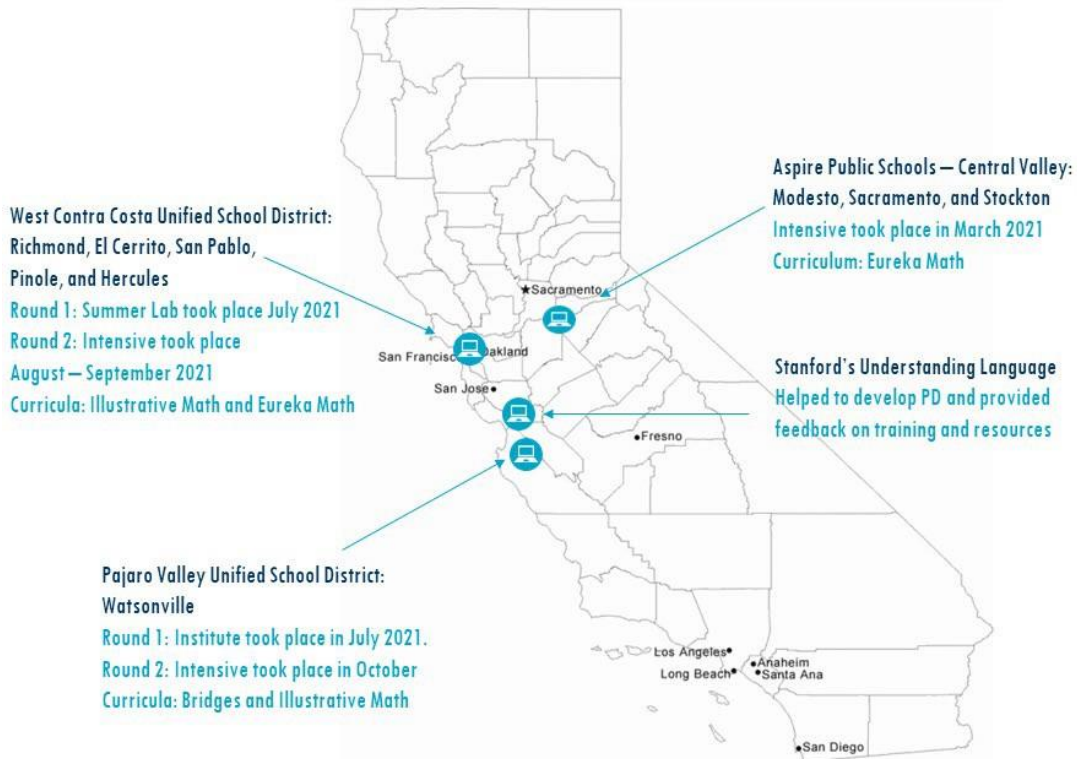 West Contra Costa Unified School District:
Richmond, El Cerrito, San Pablo,
Pinole, and Hercules
Round 1: Summer Lab took place July 2021
Round 2: Intensive took place
August – September 2021
Curricula: Illustrative Math and Eureka Math
Aspire Public Schools – Central Valley:
Modesto, Sacramento, and Stockton
Intensive took place in March 2021
Curriculum: Eureka Math
Stanford's Understanding Language
Helped to develop PD and provided
feedback on training and resources
Pajaro Valley Unified School District:
Watsonville
Round 1: Institute took place in July 2021.
Round 2: Intensive took place in October
Curricula: Bridges and Illustrative Math
Sacramento
San Francisc
Oakland
San Jose
Fresno
Los Angeles
Long Beach
Anaheim
Santa Ana
San Diego